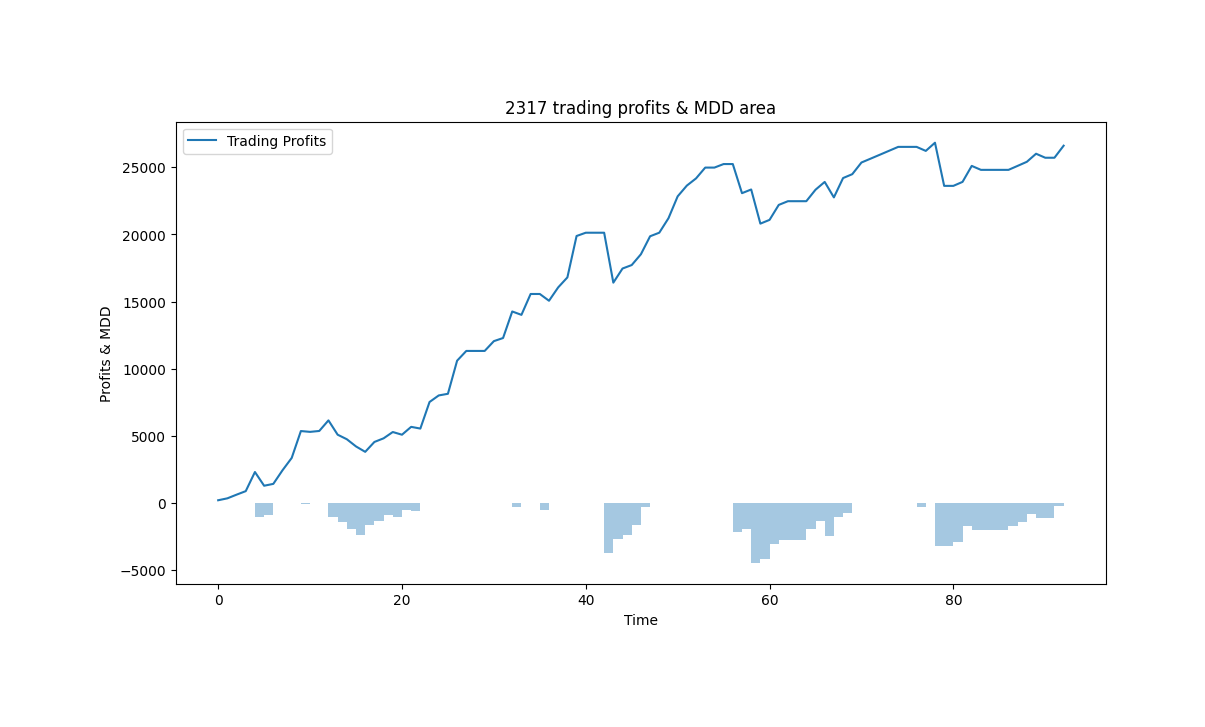 2317 trading profits & MDD area
Trading Profits
25000
20000
15000
10000
5000
0
−5000
Profits & MDD
0 20 40 60 80
Time